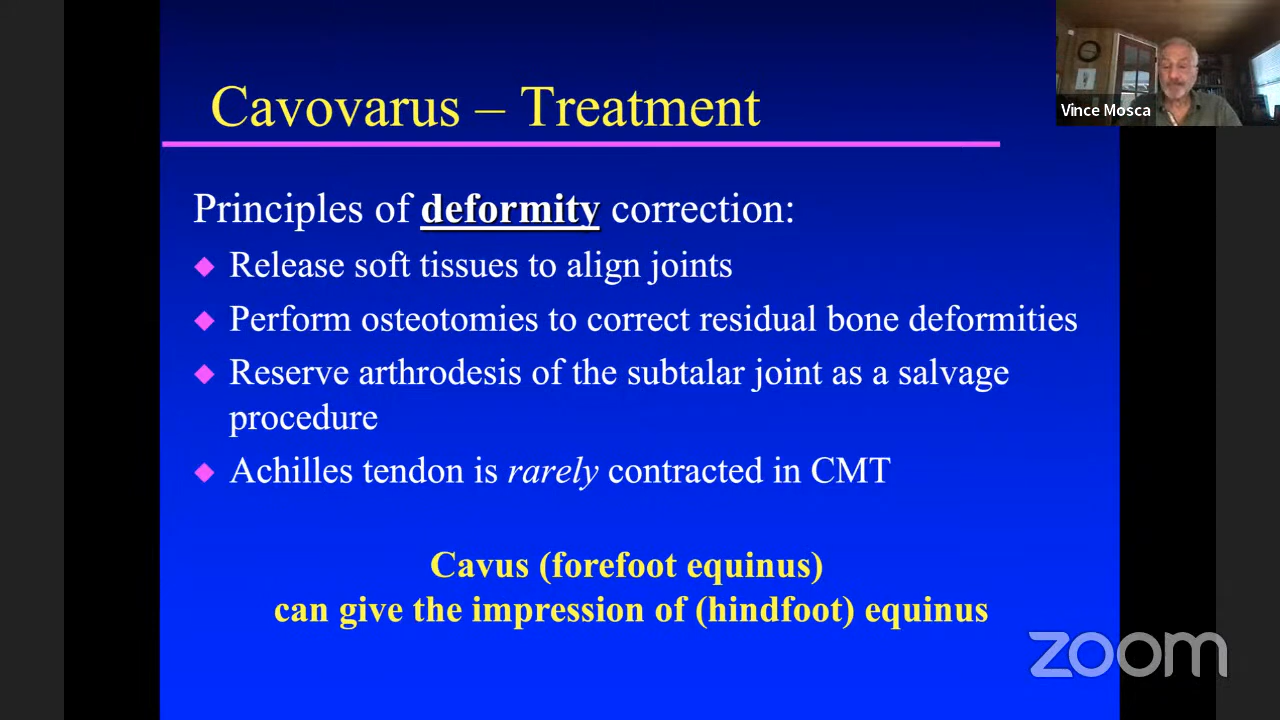 Cavovarus – Treatment
Vince Mosca
Principles of deformity correction:
Release soft tissues to align joints
Perform osteotomies to correct residual bone deformities
Reserve arthrodesis of the subtalar joint as a salvage
procedure
Achilles tendon is rarely contracted in CMT
Cavus (forefoot equinus)
can give the impression of (hindfoot) equinus
zoom